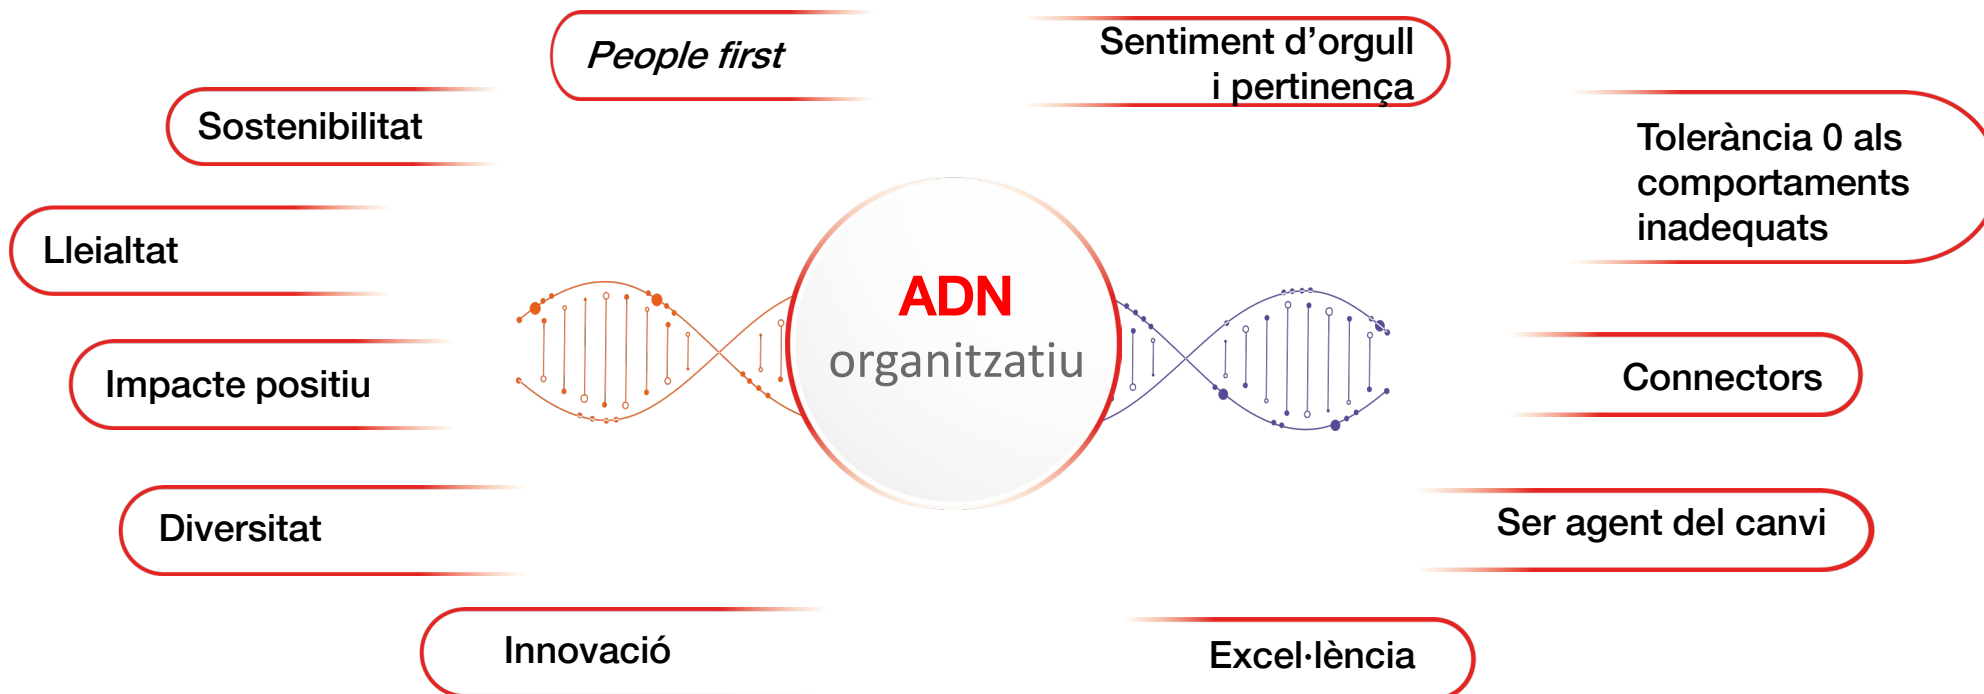 People first
Sentiment d’orgull
i pertinença
Sostenibilitat
Tolerància 0 als
comportaments
inadequats
Lleialtat
ADN
organitzatiu
Impacte positiu
Connectors
Diversitat
Ser agent del canvi
Innovació
Excel·lència